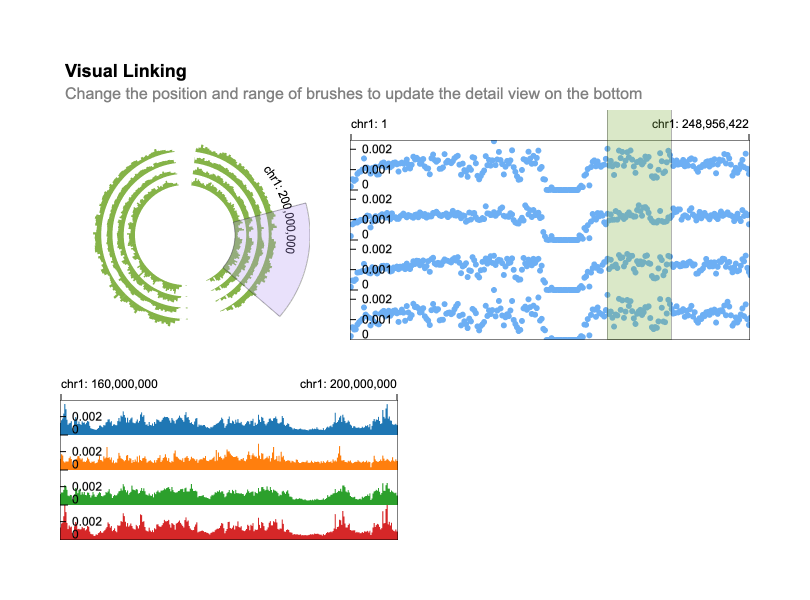 Visual Linking
Change the position and range of brushes to update the detail view on the bottom
chr1: 200,000,000
chr1: 1
chr1: 248,956,422
0.002
0.001
0
0.002
0.001
0
0.002
0.001
0
0.002
0.001
0
chr1: 160,000,000
chr1: 200,000,000
0.002
0
0.002
0
0.002
0
0.002
0